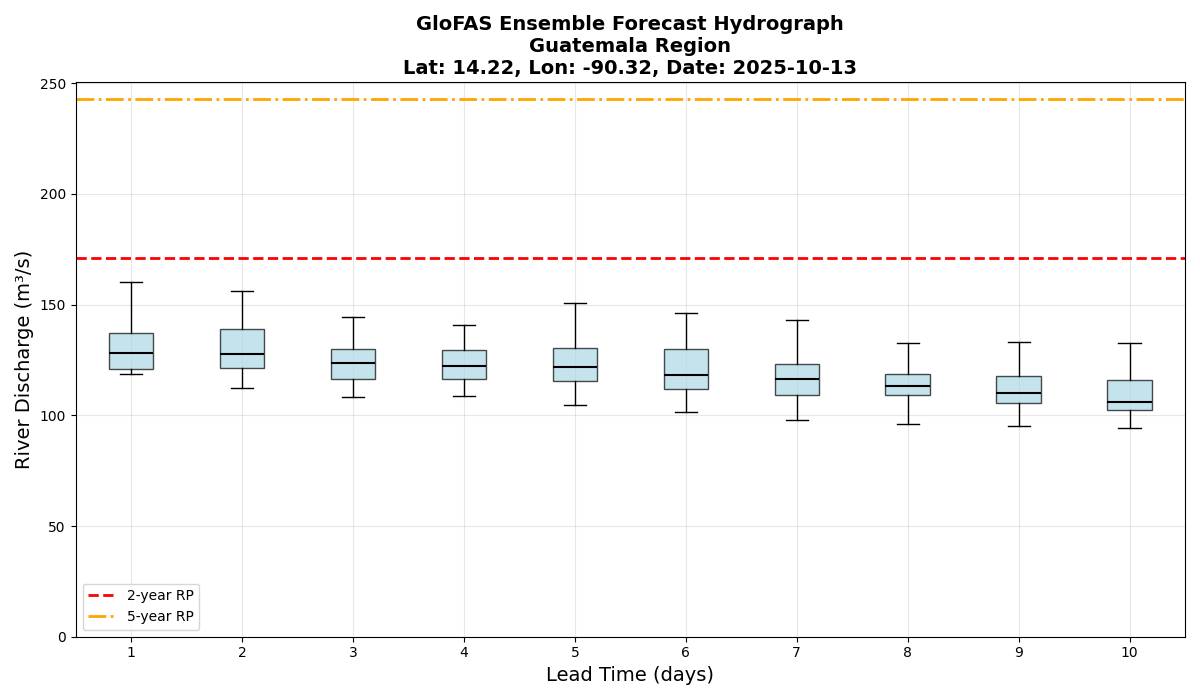 GloFAS Ensemble Forecast Hydrograph
Guatemala Region
Lat: 14.22, Lon: -90.32, Date: 2025-10-13
River Discharge (m³/s)
250
200
150
100
50
0
2-year RP
5-year RP
1 2 3 4 5 6 7 8 9 10
Lead Time (days)